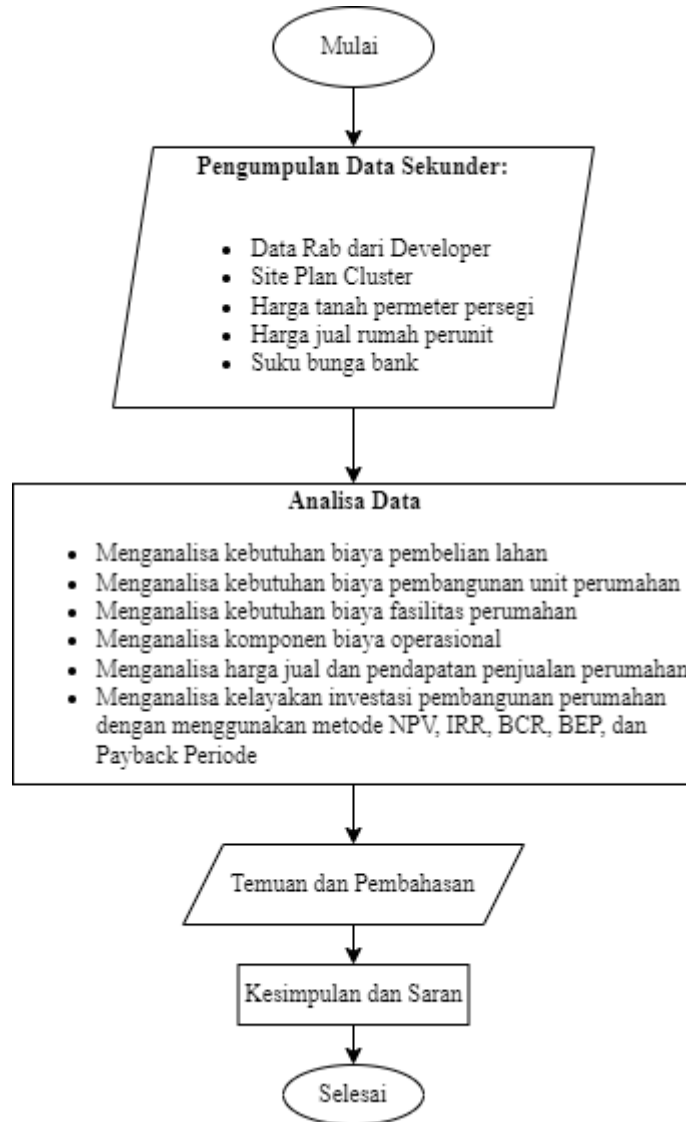 Mulai
Pengumpulan Data Sekunder:
• Data Rab dari Developer
• Site Plan Cluster
• Harga tanah permeter persegi
• Harga jual rumah perunit
• Suku bunga bank
Analisa Data
• Menganalisa kebutuhan biaya pembelian lahan
• Menganalisa kebutuhan biaya pembangunan unit perumahan
• Menganalisa kebutuhan biaya fasilitas perumahan
• Menganalisa komponen biaya operasional
• Menganalisa harga jual dan pendapatan penjualan perumahan
• Menganalisa kelayakan investasi pembangunan perumahan
dengan menggunakan metode NPV, IRR, BCR, BEP, dan
Payback Periode
Temuan dan Pembahasan
Kesimpulan dan Saran
Selesai